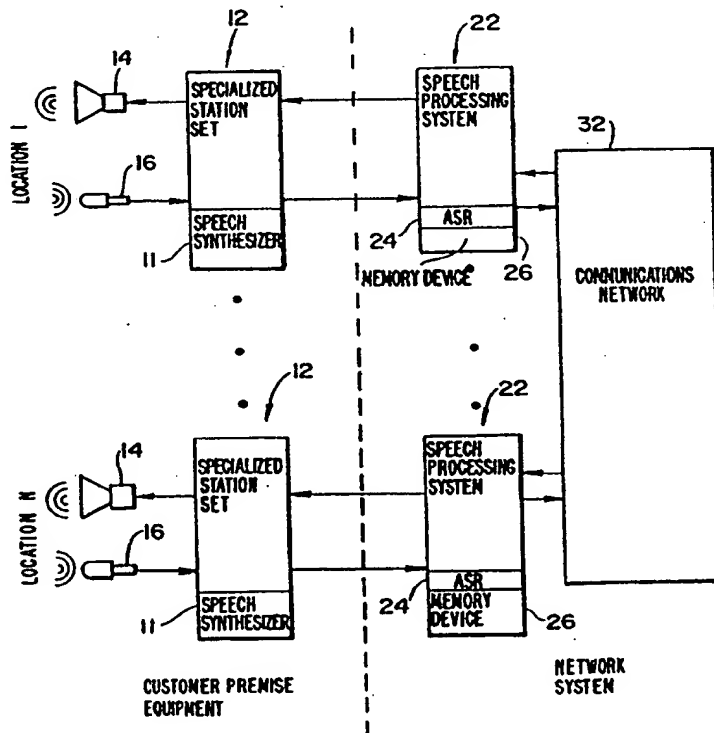 12
22
14
SPECIALIZED
STATION
SET
SPEECH
PROCESSING
SYSTEM
32
LOCATION 1
16
SPEECH
SYNTHESIZER
11
24
ASR
26
MEMORY DEVICE
COMMUNICATIONS
NETWORK
12
22
14
SPECIALIZED
STATION
SET
SPEECH
PROCESSING
SYSTEM
LOCATION N
16
SPEECH
SYNTHESIZER
11
24
ASR
MEMORY
DEVICE
26
CUSTOMER PREMISE
EQUIPMENT
NETWORK
SYSTEM